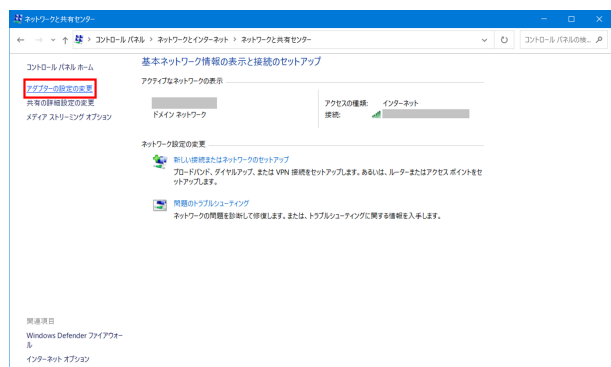 ネットワークと共有センター
コントロール パネル > ネットワークとインターネット > ネットワークと共有センター
コントロール パネルの検...
コントロール パネル ホーム
アダプターの設定の変更
共有の詳細設定の変更
メディア ストリーミング オプション
基本ネットワーク情報の表示と接続のセットアップ
アクティブなネットワークの表示
ドメイン ネットワーク
アクセスの種類: インターネット
接続:
ネットワーク設定の変更
新しい接続またはネットワークのセットアップ
ブロードバンド、ダイヤルアップ、または VPN 接続をセットアップします。あるいは、ルーターまたはアクセス ポイントをセ
ットアップします。
問題のトラブルシューティング
ネットワークの問題を診断して修復します。または、トラブルシューティングに関する情報を入手します。
関連項目
Windows Defender ファイアウォー
ル
インターネット オプション